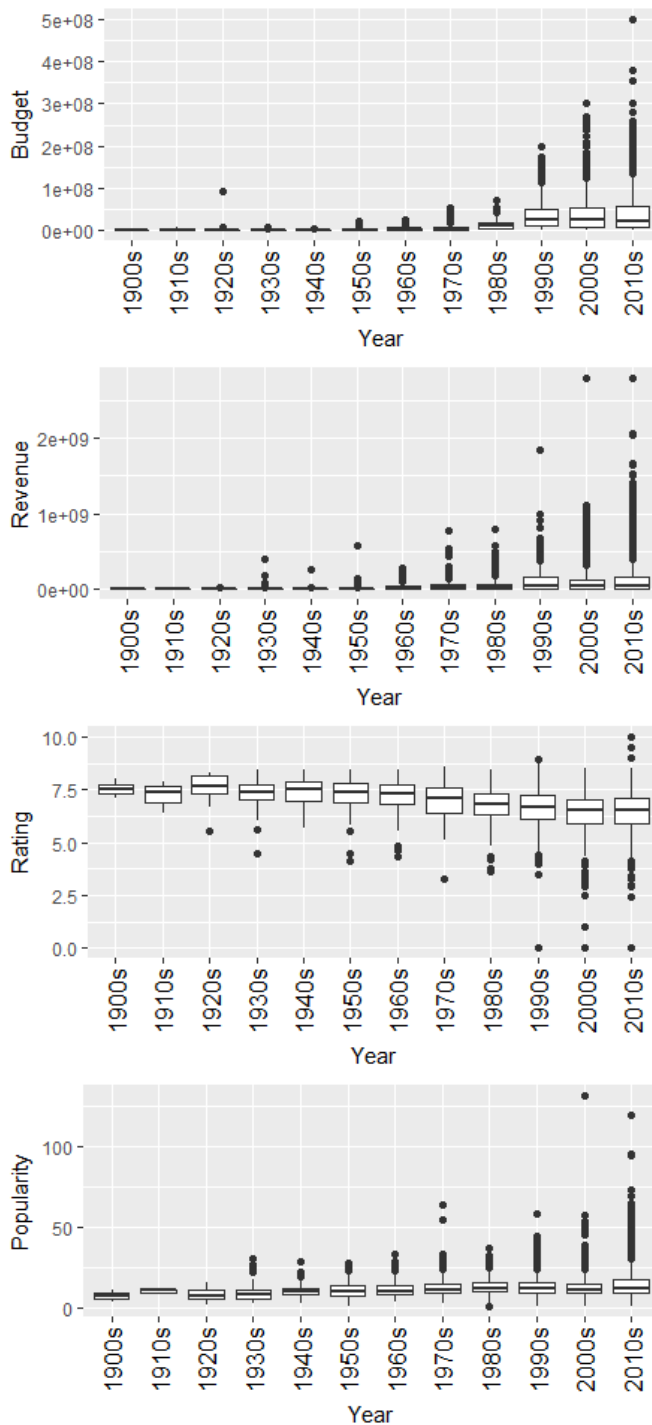 Budget
5e+08
4e+08
3e+08
2e+08
1e+08
0e+00
1900s
1910s
1920s
1930s
1940s
1950s
1960s
1970s
1980s
1990s
2000s
2010s
Year
Revenue
2e+09
1e+09
0e+00
1900s
1910s
1920s
1930s
1940s
1950s
1960s
1970s
1980s
1990s
2000s
2010s
Year
Rating
10.0
7.5
5.0
2.5
0.0
1900s
1910s
1920s
1930s
1940s
1950s
1960s
1970s
1980s
1990s
2000s
2010s
Year
Popularity
100
50
0
1900s
1910s
1920s
1930s
1940s
1950s
1960s
1970s
1980s
1990s
2000s
2010s
Year